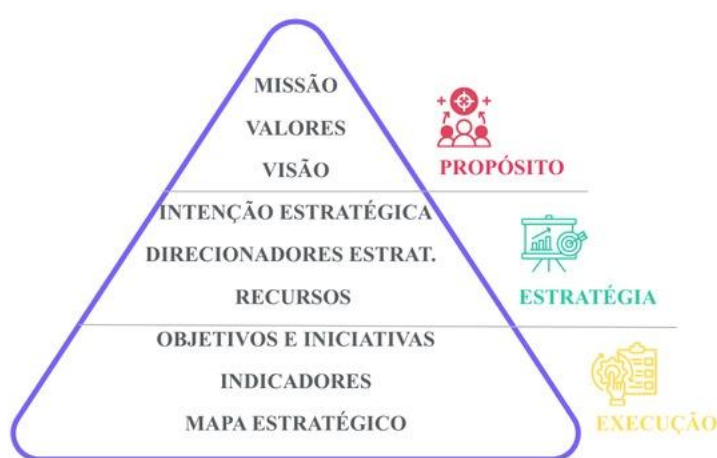 MISSÃO
VALORES
VISÃO
PROPÓSITO
INTENÇÃO ESTRATÉGICA
DIRECIONADORES ESTRAT.
RECURSOS
ESTRATÉGIA
OBJETIVOS E INICIATIVAS
INDICADORES
MAPA ESTRATÉGICO
EXECUÇÃO